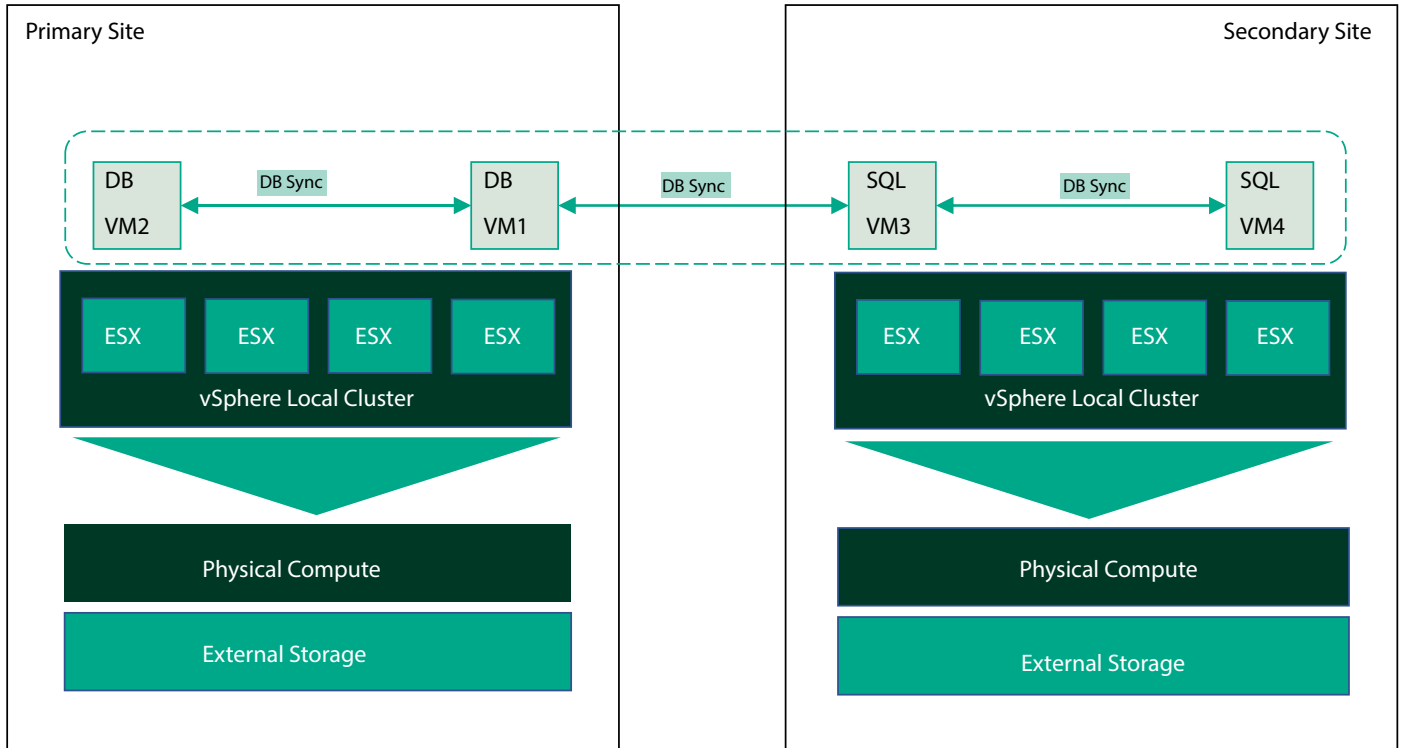 Primary Site
Secondary Site
DB
VM2
DB Sync
DB
VM1
DB Sync
SQL
VM3
DB Sync
SQL
VM4
ESX
ESX
ESX
ESX
vSphere Local Cluster
ESX
ESX
ESX
ESX
vSphere Local Cluster
Physical Compute
Physical Compute
External Storage
External Storage